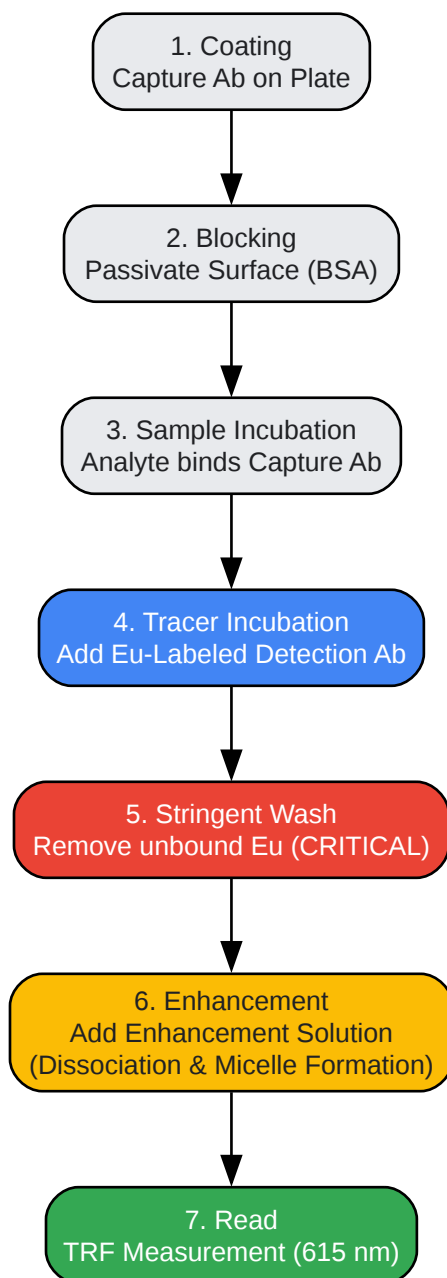 1. Coating
Capture Ab on Plate
2. Blocking
Passivate Surface (BSA)
3. Sample Incubation
Analyte binds Capture Ab
4. Tracer Incubation
Add Eu-Labeled Detection Ab
5. Stringent Wash
Remove unbound Eu (CRITICAL)
6. Enhancement
Add Enhancement Solution
(Dissociation & Micelle Formation)
7. Read
TRF Measurement (615 nm)